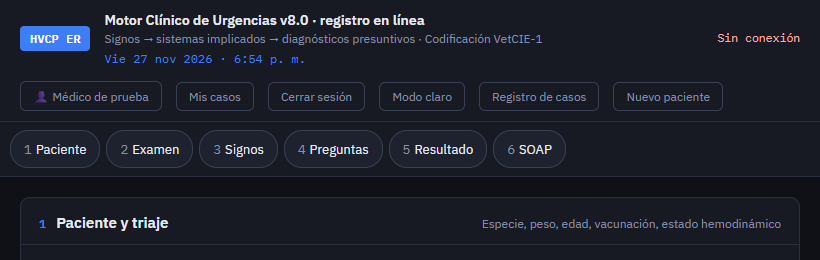 HVCP ER
Motor Clínico de Urgencias v8.0 · registro en línea
Signos → sistemas implicados → diagnósticos presuntivos · Codificación VetCIE-1
Vie 27 nov 2026 · 6:54 p. m.
Sin conexión
Médico de prueba
Mis casos
Cerrar sesión
Modo claro
Registro de casos
Nuevo paciente
1 Paciente
2 Examen
3 Signos
4 Preguntas
5 Resultado
6 SOAP
1 Paciente y triaje
Especie, peso, edad, vacunación, estado hemodinámico